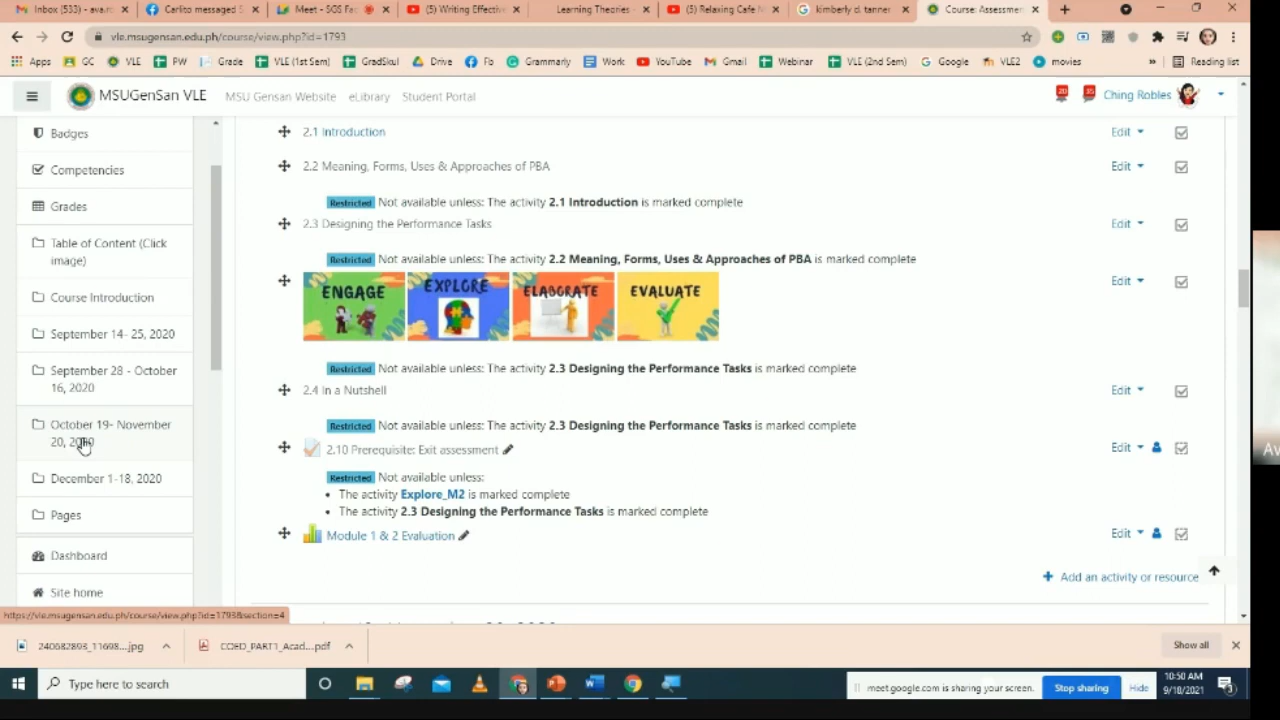 Inbox (533) - ava.m
Carlito messaged
Meet - SGS Fac
(5) Writing Effectiv
Learning Theories -
(5) Relaxing Cafe
kimberly d. tanner
Course: Assessmen
vle.msugensan.edu.ph/course/view.php?id=1793
Apps GC VLE PW Grade VLE (1st Sem) GradSkul Drive Fb Grammarly Work YouTube Gmail Webinar VLE (2nd Sem) Google VLE2 movies » Reading list
MSUGenSan VLE MSU Gensan Website eLibrary Student Portal 20 35 Ching Robles
Badges
Competencies
Grades
Table of Content (Click
image)
Course Introduction
September 14- 25, 2020
September 28 - October
16, 2020
October 19- November
20, 2020
December 1-18, 2020
Pages
Dashboard
Site home
2.1 Introduction Edit
2.2 Meaning, Forms, Uses & Approaches of PBA Edit
Restricted Not available unless: The activity 2.1 Introduction is marked complete
2.3 Designing the Performance Tasks Edit
Restricted Not available unless: The activity 2.2 Meaning, Forms, Uses & Approaches of PBA is marked complete
ENGAGE EXPLORE ELABORATE EVALUATE Edit
Restricted Not available unless: The activity 2.3 Designing the Performance Tasks is marked complete
2.4 In a Nutshell Edit
Restricted Not available unless: The activity 2.3 Designing the Performance Tasks is marked complete
2.10 Prerequisite: Exit assessment Edit
Restricted Not available unless:
• The activity Explore_M2 is marked complete
• The activity 2.3 Designing the Performance Tasks is marked complete
Module 1 & 2 Evaluation Edit
+ Add an activity or resource
Av
https://vle.msugensan.edu.ph/course/view.php?id=1793&section=4
240682893_11698....jpg
COED_PART1_Acad....pdf
Show all
Type here to search
meet.google.com is sharing your screen.
Stop sharing
Hide
10:50 AM
9/18/2021
3